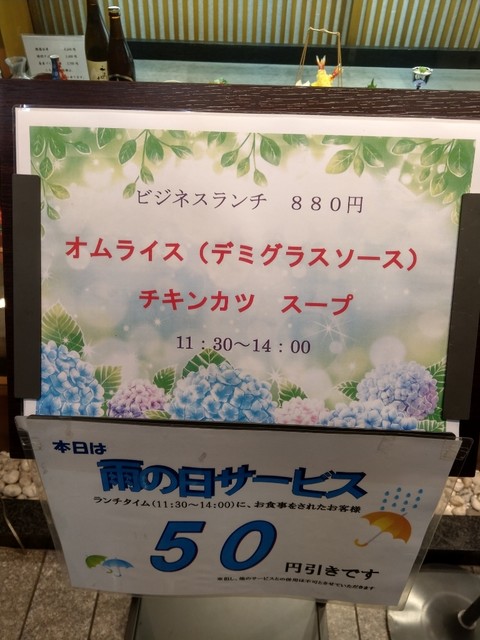 ビジネスランチ　８８０円
オムライス（デミグラスソース）
チキンカツ　スープ
11：30～14：00
本日は
雨の日サービス
ランチタイム(11:30～14:00)に、お食事をされたお客様
５０円引きです